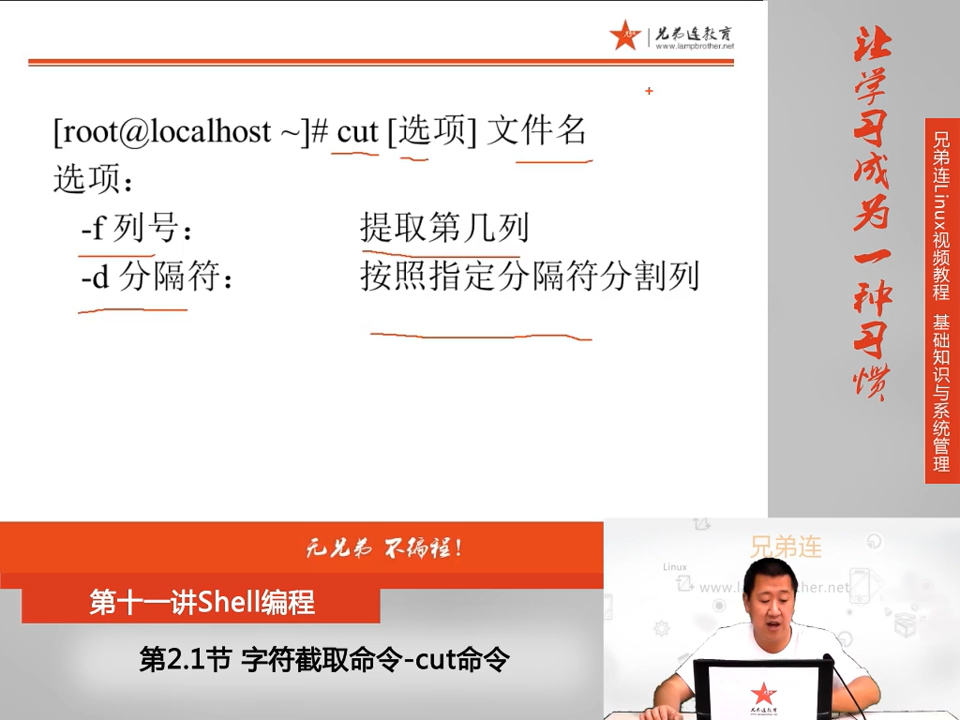 兄弟连教育
www.lampbrother.net
[root@localhost ~]# cut [选项] 文件名
选项：
-f 列号： 提取第几列
-d 分隔符： 按照指定分隔符分割列
让学习成为一种习惯
兄弟连Linux视频教程 基础知识与系统管理
无兄弟 不编程!
第十一讲Shell编程
第2.1节 字符截取命令-cut命令
兄弟连
Linux
兄弟连教育